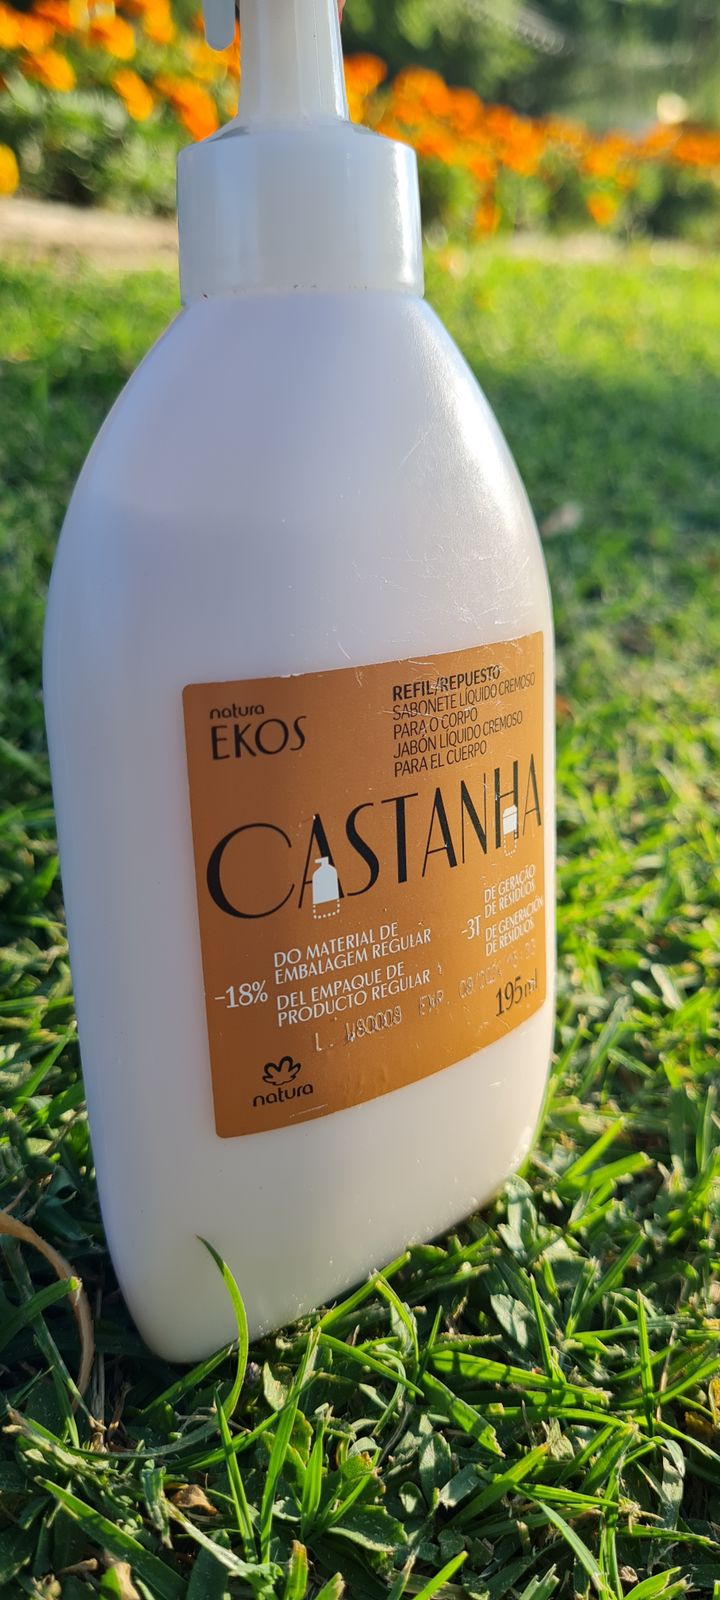 natura
EKOS
REFIL/REPUESTO
SABONETE LÍQUIDO CREMOSO
PARA O CORPO
JABÓN LÍQUIDO CREMOSO
PARA EL CUERPO
CASTANHA
-18%
DO MATERIAL DE
EMBALAGEM REGULAR
DEL EMPAQUE DE
PRODUCTO REGULAR
-3T
DE GERAÇÃO
DE RESÍDUOS
DE GENERACIÓN
DE RESIDUOS
L.
195ml
natura